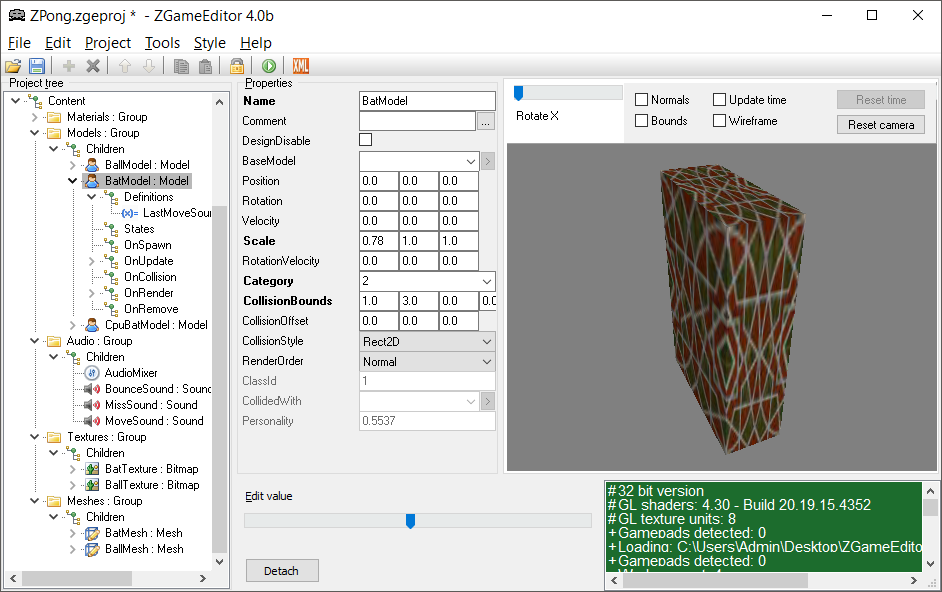 ZPong.zgeproj * - ZGameEditor 4.0b
File Edit Project Tools Style Help
XML
Project tree
Content
Materials : Group
Models : Group
Children
BallModel : Model
BatModel : Model
Definitions
(x)= LastMoveSoun
States
OnSpawn
OnUpdate
OnCollision
OnRender
OnRemove
CpuBatModel : Model
Audio : Group
Children
AudioMixer
BounceSound : Sound
MissSound : Sound
MoveSound : Sound
Textures : Group
Children
BatTexture : Bitmap
BallTexture : Bitmap
Meshes : Group
Children
BatMesh : Mesh
BallMesh : Mesh
Properties
Name BatModel
Comment ...
DesignDisable
BaseModel >
Position 0.0 0.0 0.0
Rotation 0.0 0.0 0.0
Velocity 0.0 0.0 0.0
Scale 0.78 1.0 1.0
RotationVelocity 0.0 0.0 0.0
Category 2
CollisionBounds 1.0 3.0 0.0 0.0
CollisionOffset 0.0 0.0 0.0
CollisionStyle Rect2D
RenderOrder Normal
ClassId 1
CollidedWith >
Personality 0.5537
Edit value
Detach
Rotate X
Normals Update time Reset time
Bounds Wireframe Reset camera
#32 bit version
#GL shaders: 4.30 - Build 20.19.15.4352
#GL texture units: 8
+Gamepads detected: 0
+Loading: C:\Users\Admin\Desktop\ZGameEdito
+Gamepads detected: 0